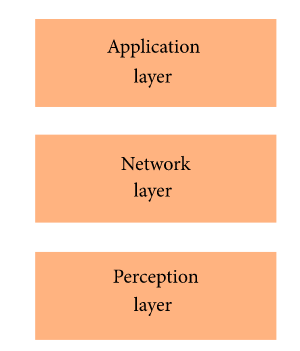 Application
layer
Network
layer
Perception
layer